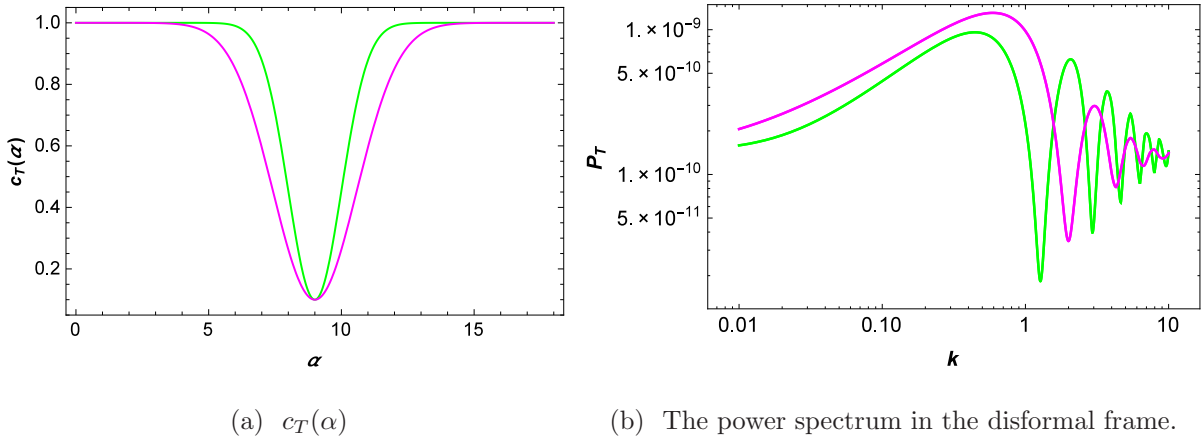 1.0
0.8
0.6
0.4
0.2
c_T(α)
0 5 10 15
α
1. × 10⁻⁹
5. × 10⁻¹⁰
1. × 10⁻¹⁰
5. × 10⁻¹¹
P_T
0.01 0.10 1 10
k
(a) c_T(α)
(b) The power spectrum in the disformal frame.